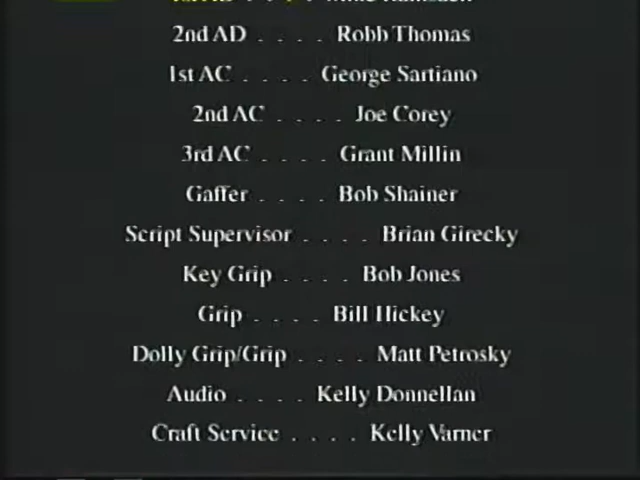 2nd AD . . . . Robb Thomas
1st AC . . . . George Sartiano
2nd AC . . . . Joe Corey
3rd AC . . . . Grant Millin
Gaffer . . . . Bob Shainer
Script Supervisor . . . . Brian Girecky
Key Grip . . . . Bob Jones
Grip . . . . Bill Hickey
Dolly Grip/Grip . . . . Matt Petrosky
Audio . . . . Kelly Donnellan
Craft Service . . . . Kelly Varner